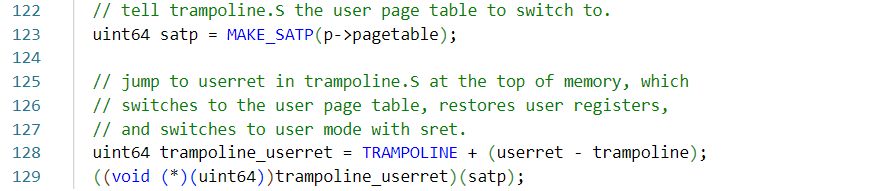 122 // tell trampoline.S the user page table to switch to.
123 uint64 satp = MAKE_SATP(p->pagetable);
124
125 // jump to userret in trampoline.S at the top of memory, which
126 // switches to the user page table, restores user registers,
127 // and switches to user mode with sret.
128 uint64 trampoline_userret = TRAMPOLINE + (userret - trampoline);
129 ((void (*)(uint64))trampoline_userret)(satp);